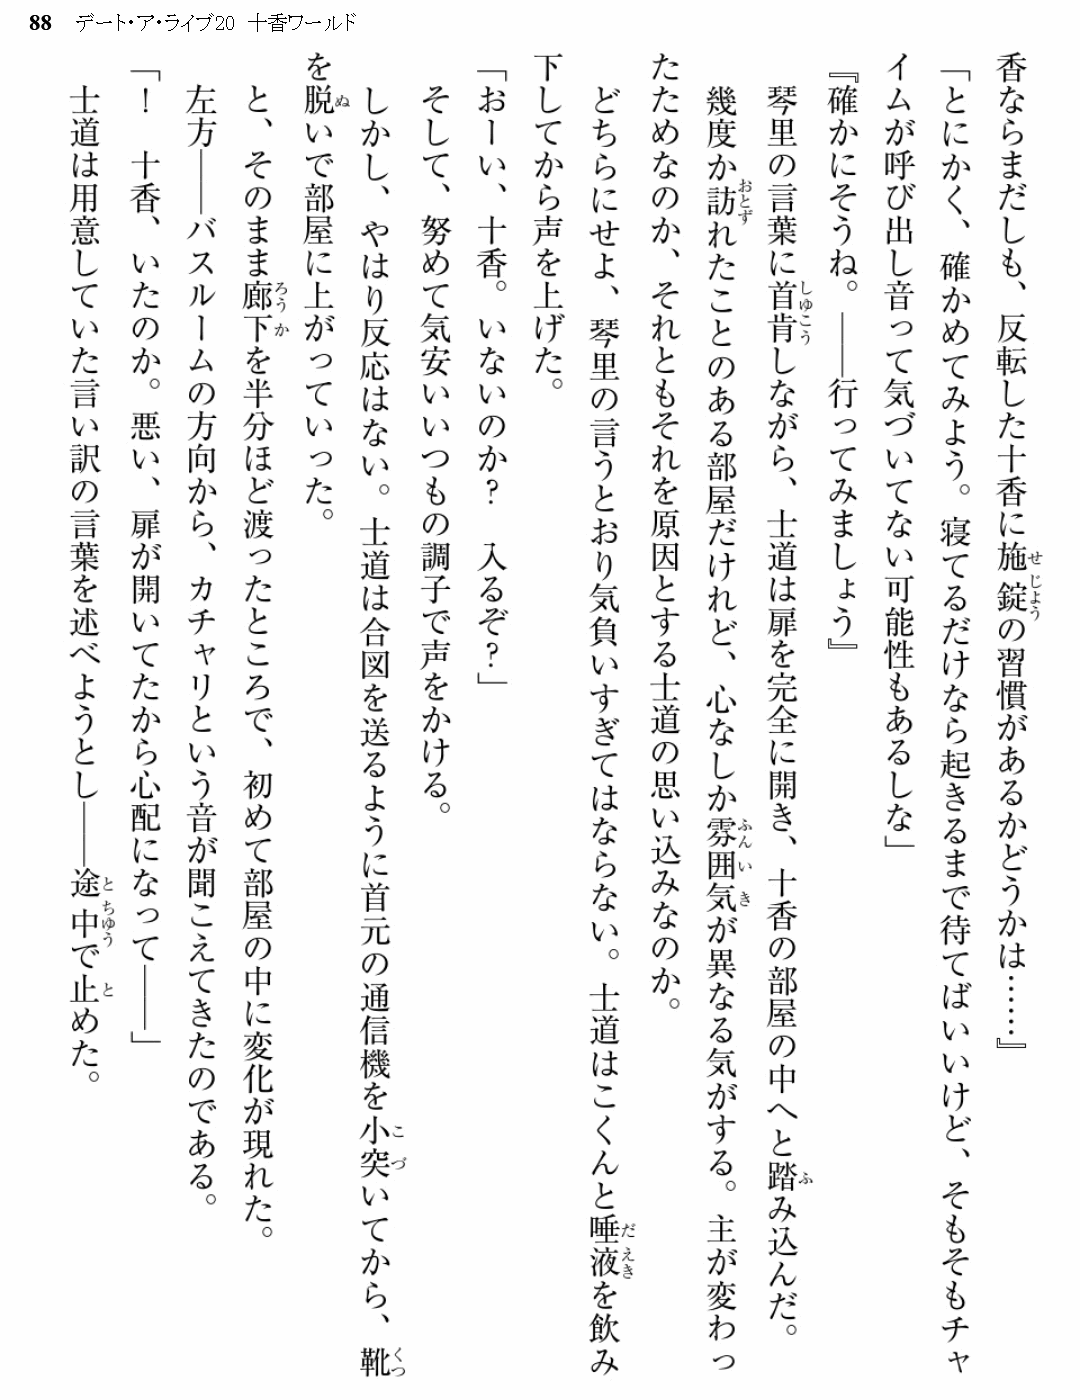 88 デート・ア・ライブ20 十香ワールド
香ならまだしも、反転した十香に施錠の習慣があるかどうかは……』
「とにかく、確かめてみよう。寝てるだけなら起きるまで待てばいいけど、そもそもチャ
イムが呼び出し音って気づいてない可能性もあるしな」
『確かにそうね。――行ってみましょう』
琴里の言葉に首肯しながら、士道は扉を完全に開き、十香の部屋の中へと踏み込んだ。
幾度か訪れたことのある部屋だけれど、心なしか雰囲気が異なる気がする。主が変わっ
たためなのか、それともそれを原因とする士道の思い込みなのか。
どちらにせよ、琴里の言うとおり気負いすぎてはならない。士道はこくんと唾液を飲み
下してから声を上げた。
「おーい、十香。いないのか？　入るぞ？」
そして、努めて気安いいつもの調子で声をかける。
しかし、やはり反応はない。士道は合図を送るように首元の通信機を小突いてから、靴
を脱いで部屋に上がっていった。
と、そのまま廊下を半分ほど渡ったところで、初めて部屋の中に変化が現れた。
左方――バスルームの方向から、カチャリという音が聞こえてきたのである。
「！　十香、いたのか。悪い、扉が開いてたから心配になって――」
士道は用意していた言い訳の言葉を述べようとし――途中で止めた。